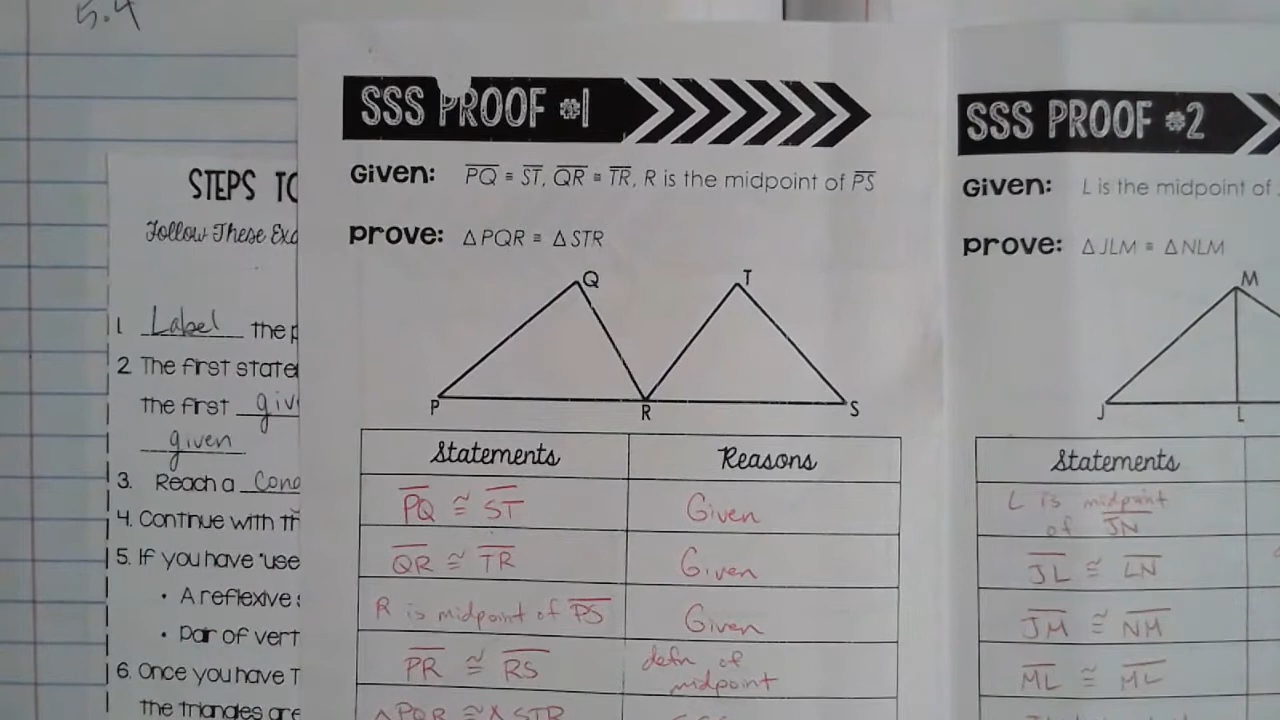 5.4
STEPS TO
Follow These Exa
1. Label the p
2. The first state
the first giv
given
3. Reach a Conc
4. Continue with th
5. If you have "use
• A reflexive s
• Pair of vert
6. Once you have T
the triangles are
SSS PROOF #1
Given: PQ ≅ ST, QR ≅ TR, R is the midpoint of PS
Prove: △PQR ≅ △STR
Q
T
P
R
S
Statements Reasons
PQ ≅ ST Given
QR ≅ TR Given
R is midpoint of PS Given
PR ≅ RS defn of
midpoint
△PQR ≅ △STR SSS
SSS PROOF #2
Given: L is the midpoint of
Prove: △JLM ≅ △NLM
M
J
L
Statements
L is midpoint
of JN
JL ≅ LN
JM ≅ NM
ML ≅ ML